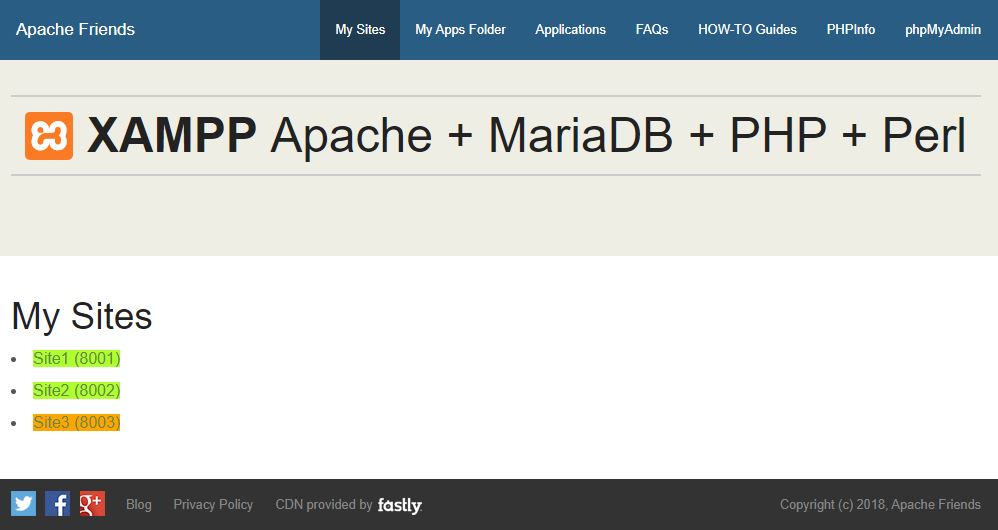 Apache Friends My Sites My Apps Folder Applications FAQs HOW-TO Guides PHPInfo phpMyAdmin
XAMPP Apache + MariaDB + PHP + Perl
My Sites
Site1 (8001)
Site2 (8002)
Site3 (8003)
Blog Privacy Policy CDN provided by fastly Copyright (c) 2018, Apache Friends